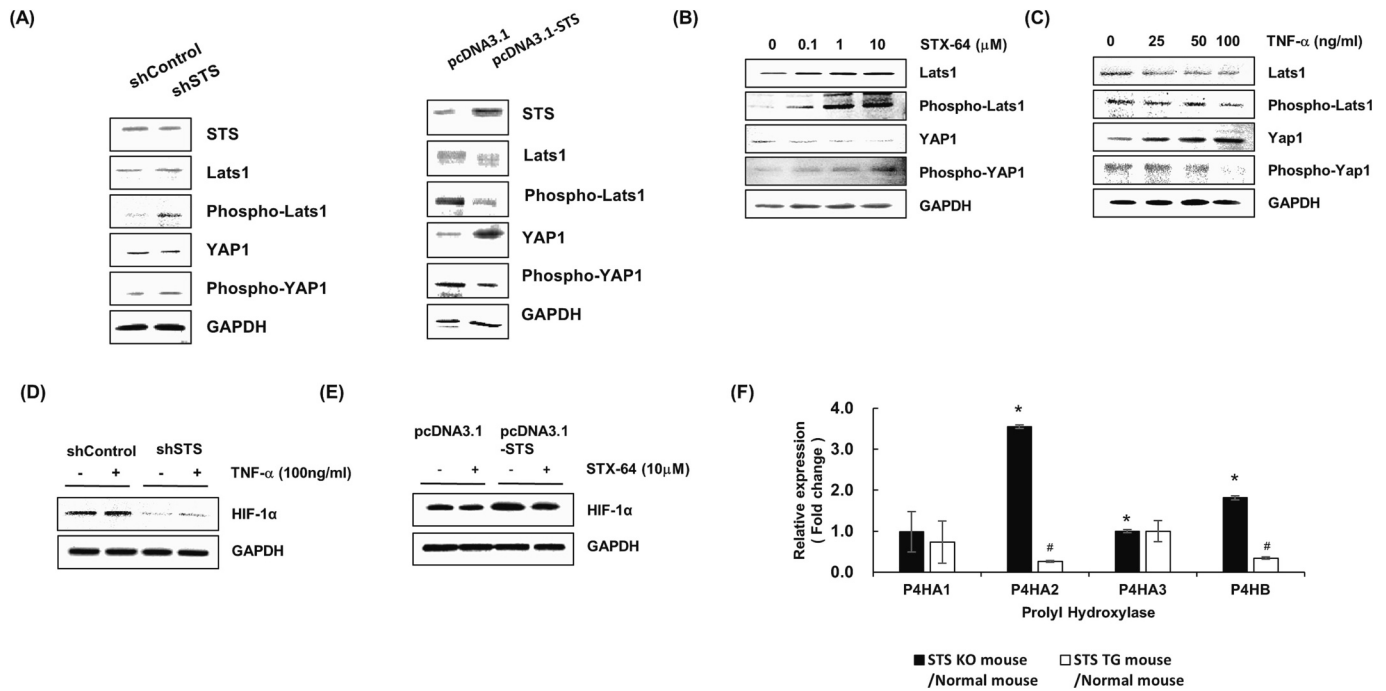 (A)
shControl
shSTS
STS
Lats1
Phospho-Lats1
YAP1
Phospho-YAP1
GAPDH
pcDNA3.1
pcDNA3.1-STS
STS
Lats1
Phospho-Lats1
YAP1
Phospho-YAP1
GAPDH
(B)
0 0.1 1 10 STX-64 (μM)
Lats1
Phospho-Lats1
YAP1
Phospho-YAP1
GAPDH
(C)
0 25 50 100 TNF-α (ng/ml)
Lats1
Phospho-Lats1
Yap1
Phospho-Yap1
GAPDH
(D)
shControl shSTS
- + - + TNF-α (100ng/ml)
HIF-1α
GAPDH
(E)
pcDNA3.1 pcDNA3.1
-STS
- + - + STX-64 (10μM)
HIF-1α
GAPDH
(F)
Relative expression
( Fold change )
4.0
3.0
2.0
1.0
0.0
*
#
*
*
#
P4HA1 P4HA2 P4HA3 P4HB
Prolyl Hydroxylase
STS KO mouse
/Normal mouse
STS TG mouse
/Normal mouse